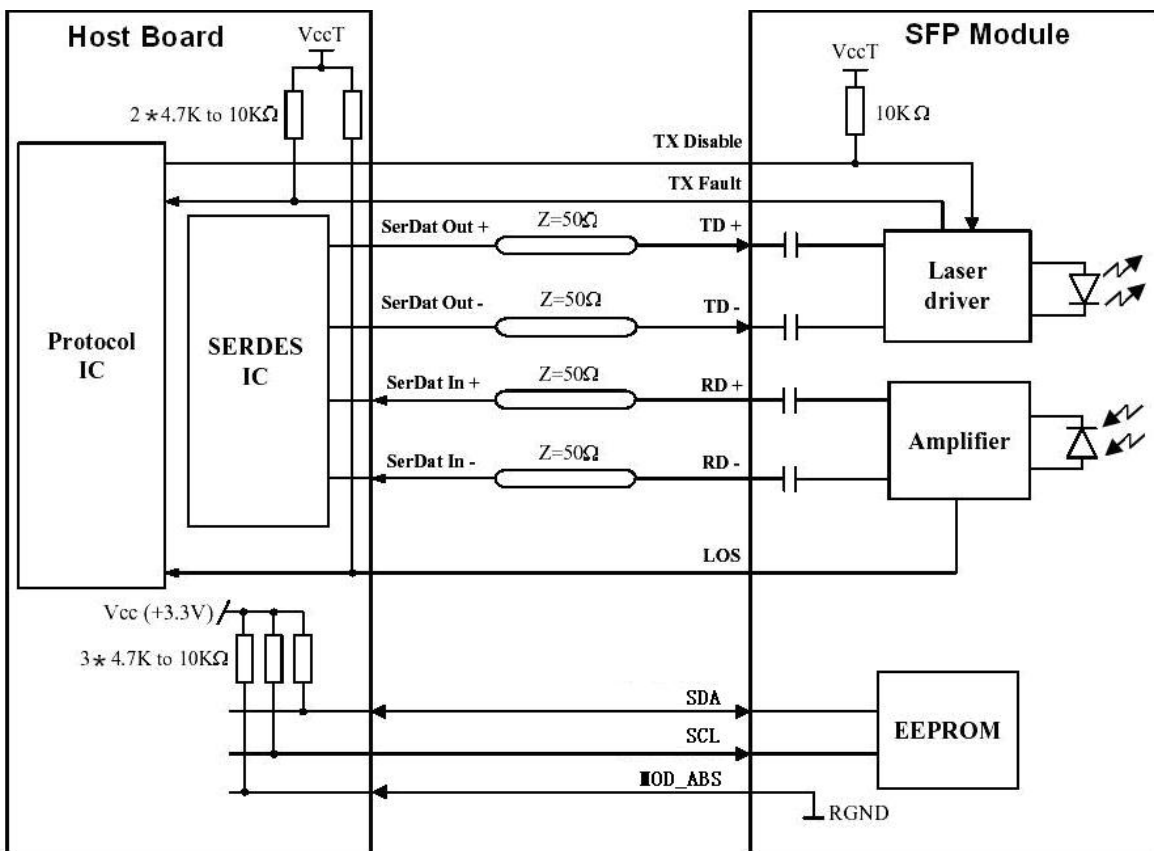 Host Board
SFP Module
VccT
VccT
2*4.7K to 10KΩ
10KΩ
TX Disable
TX Fault
SerDat Out +
Z=50Ω
TD +
SerDat Out -
Z=50Ω
TD -
Laser
driver
Protocol
IC
SERDES
IC
SerDat In +
Z=50Ω
RD +
SerDat In -
Z=50Ω
RD -
Amplifier
LOS
Vcc (+3.3V)
3*4.7K to 10KΩ
SDA
SCL
MOD_ABS
EEPROM
RGND